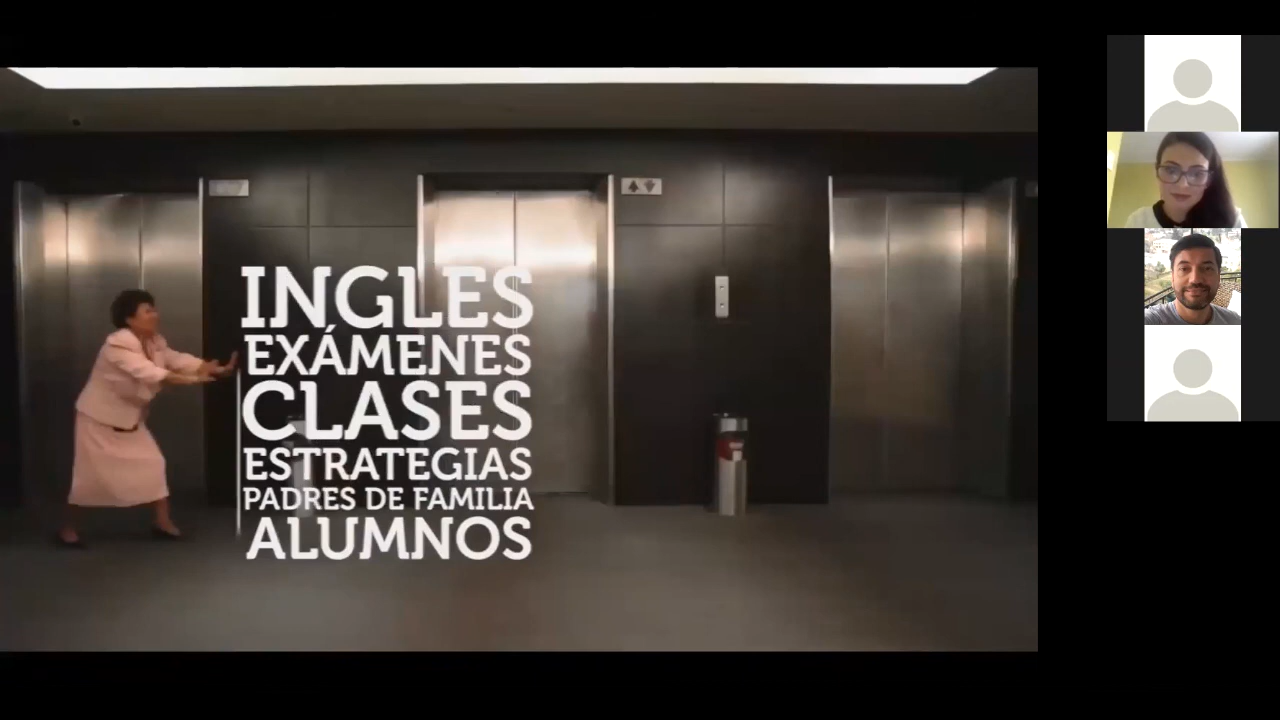 INGLES
EXÁMENES
CLASES
ESTRATEGIAS
PADRES DE FAMILIA
ALUMNOS